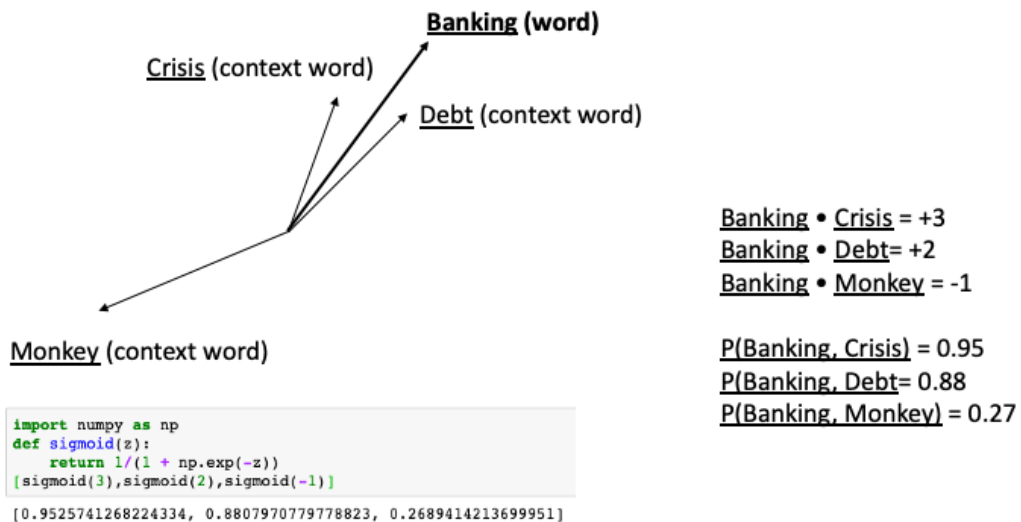 Banking (word)
Crisis (context word)
Debt (context word)
Monkey (context word)
Banking • Crisis = +3
Banking • Debt= +2
Banking • Monkey = -1
P(Banking, Crisis) = 0.95
P(Banking, Debt= 0.88
P(Banking, Monkey) = 0.27
import numpy as np
def sigmoid(z):
    return 1/(1 + np.exp(-z))
[sigmoid(3),sigmoid(2),sigmoid(-1)]
[0.9525741268224334, 0.8807970779778823, 0.2689414213699951]